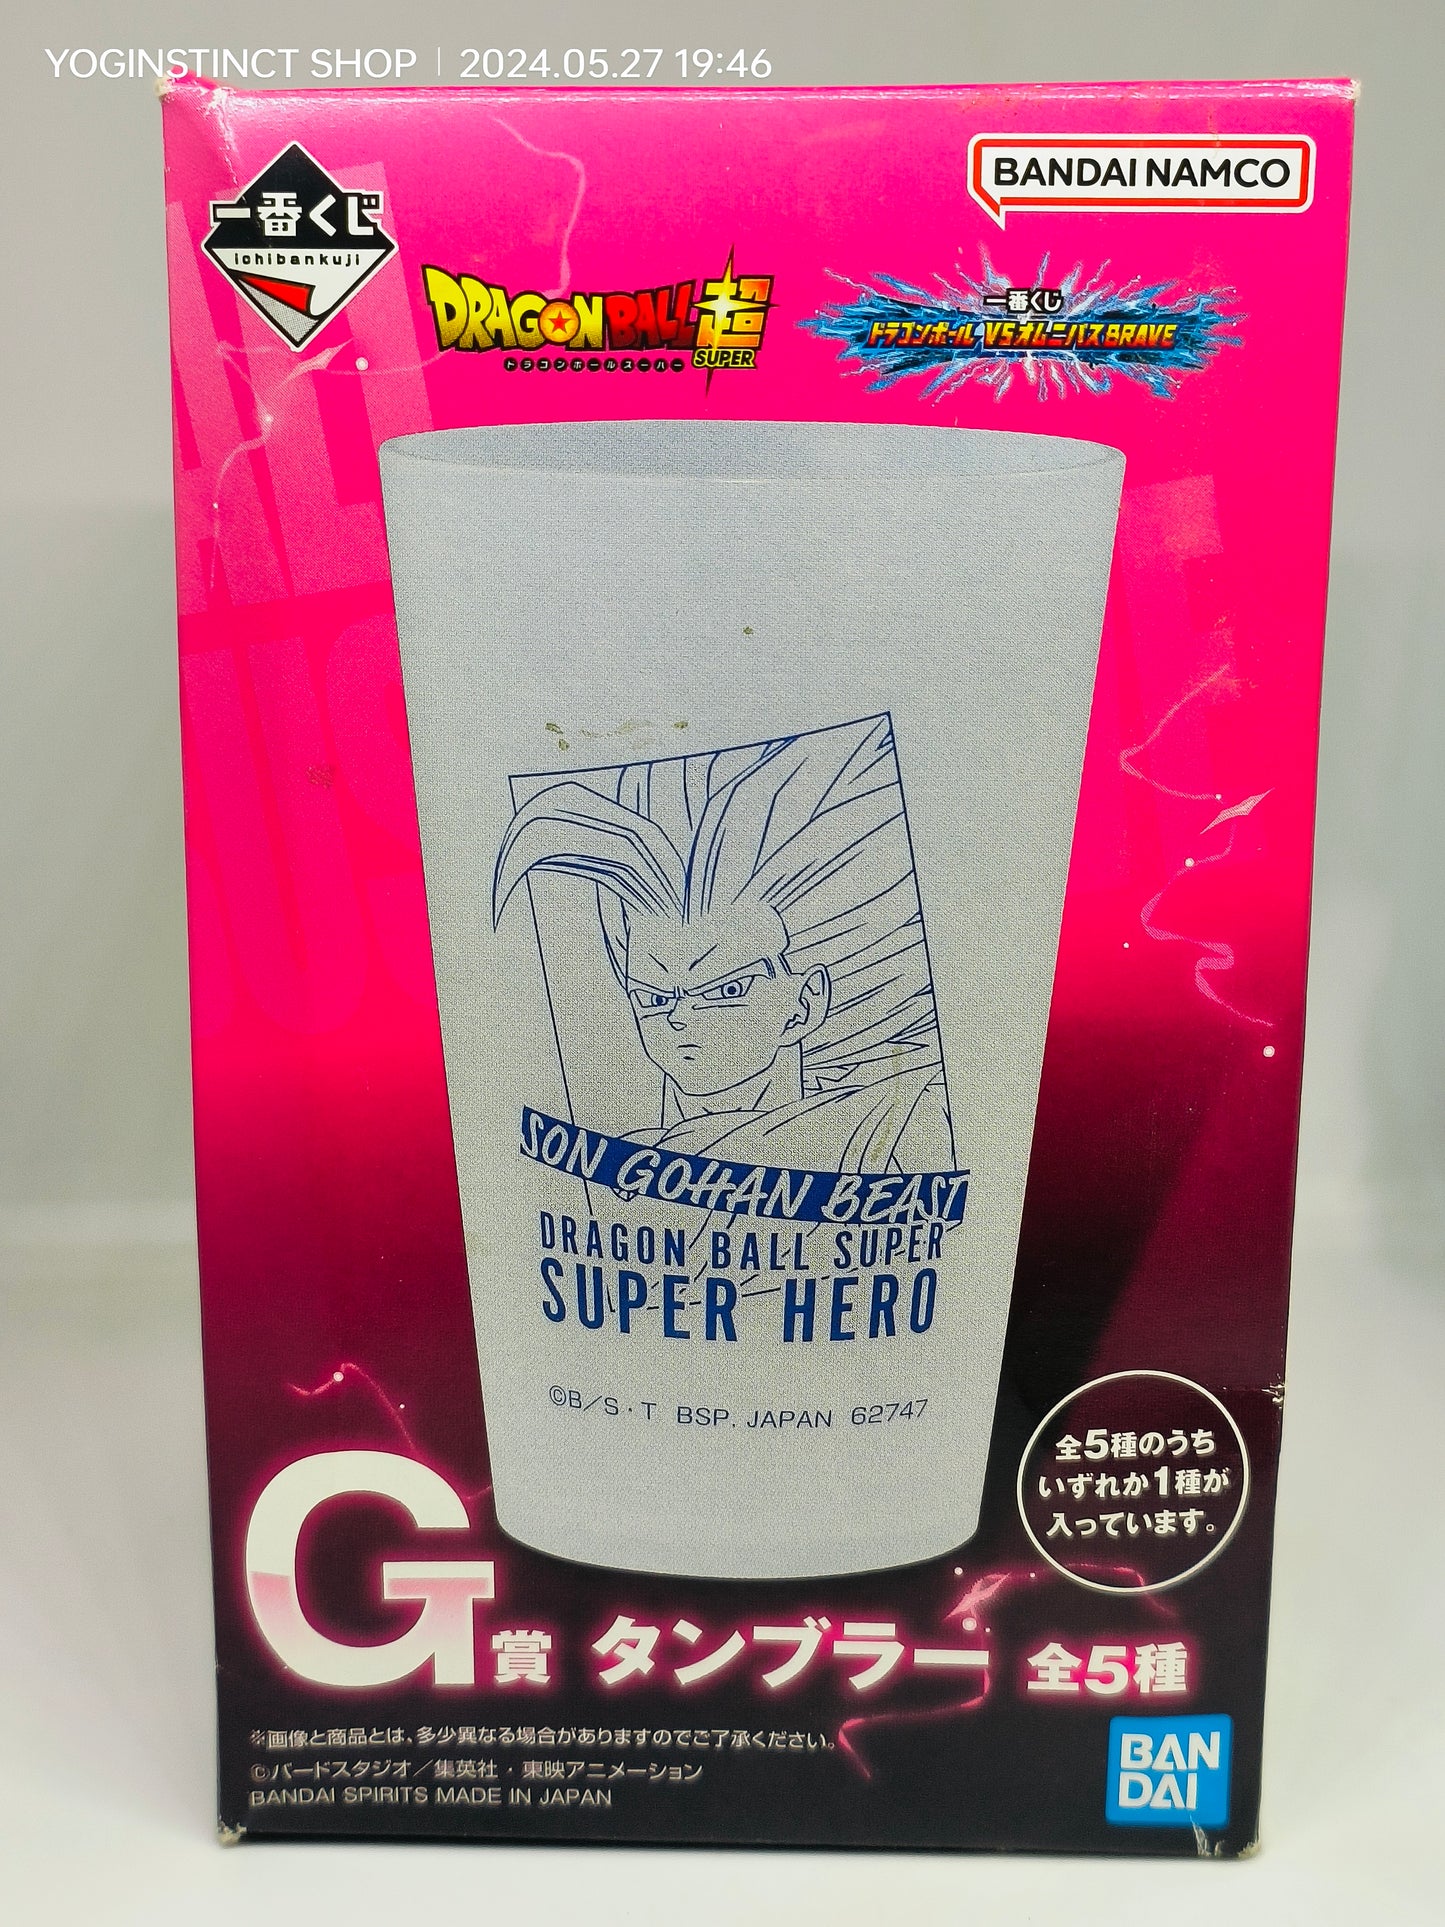 YOGINSTINCT SHOP | 2024.05.27 19:46
BANDAI NAMCO
一番くじ
ichibankuji
DRAGON BALL超
SUPER
ドラゴンボールスーパー
一番くじ
ドラゴンボール VSオムニバスBRAVE
SON GOHAN BEAST
DRAGON BALL SUPER
SUPER HERO
©B/S・T BSP. JAPAN 62747
全5種のうち
いずれか1種が
入っています。
G賞 タンブラー 全5種
※画像と商品とは、多少異なる場合がありますのでご了承ください。
©バードスタジオ/集英社・東映アニメーション
BANDAI SPIRITS MADE IN JAPAN
BAN
DAI